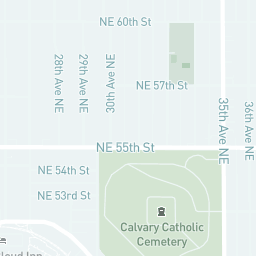 NE 60th St
28th Ave NE
29th Ave NE
30th Ave NE
NE 57th St
35th Ave NE
36th Ave NE
NE 55th St
NE 54th St
NE 53rd St
Calvary Catholic
Cemetery
Inn